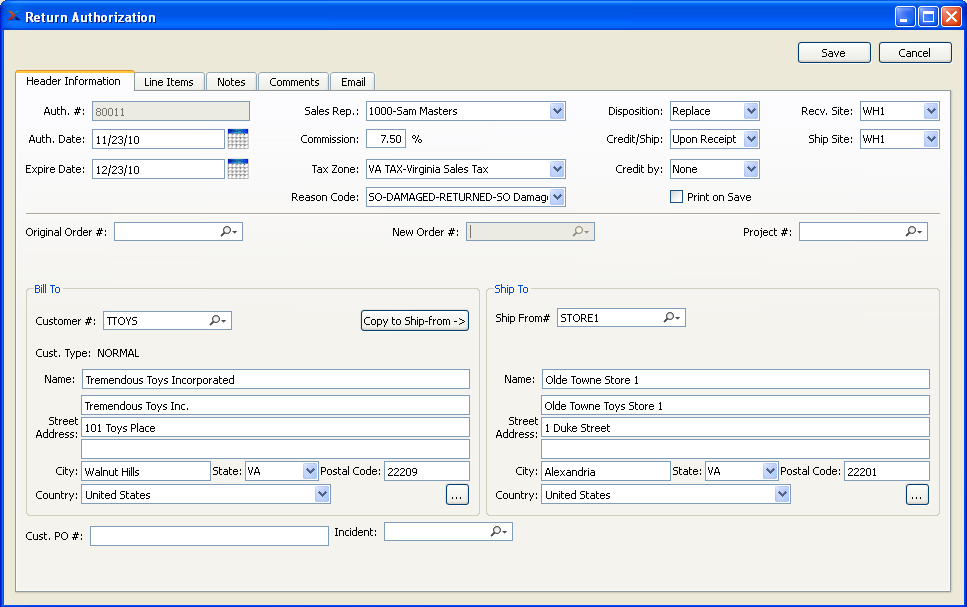 Return Authorization
Save Cancel
Header Information Line Items Notes Comments Email
Auth. #: 80011 Sales Rep.: 1000-Sam Masters Disposition: Replace Recv. Site: WH1
Auth. Date: 11/23/10 Commission: 7.50 % Credit/Ship: Upon Receipt Ship Site: WH1
Expire Date: 12/23/10 Tax Zone: VA TAX-Virginia Sales Tax Credit by: None
Reason Code: SO-DAMAGED-RETURNED-SO Damag Print on Save
Original Order #: New Order #: Project #:
Bill To Ship To
Customer #: TTOYS Copy to Ship-from -> Ship From# STORE1
Cust. Type: NORMAL
Name: Tremendous Toys Incorporated Name: Olde Towne Store 1
Tremendous Toys Inc. Olde Towne Toys Store 1
Street Address: 101 Toys Place Street Address: 1 Duke Street
City: Walnut Hills State: VA Postal Code: 22209 City: Alexandria State: VA Postal Code: 22201
Country: United States ... Country: United States ...
Cust. PO #: Incident: